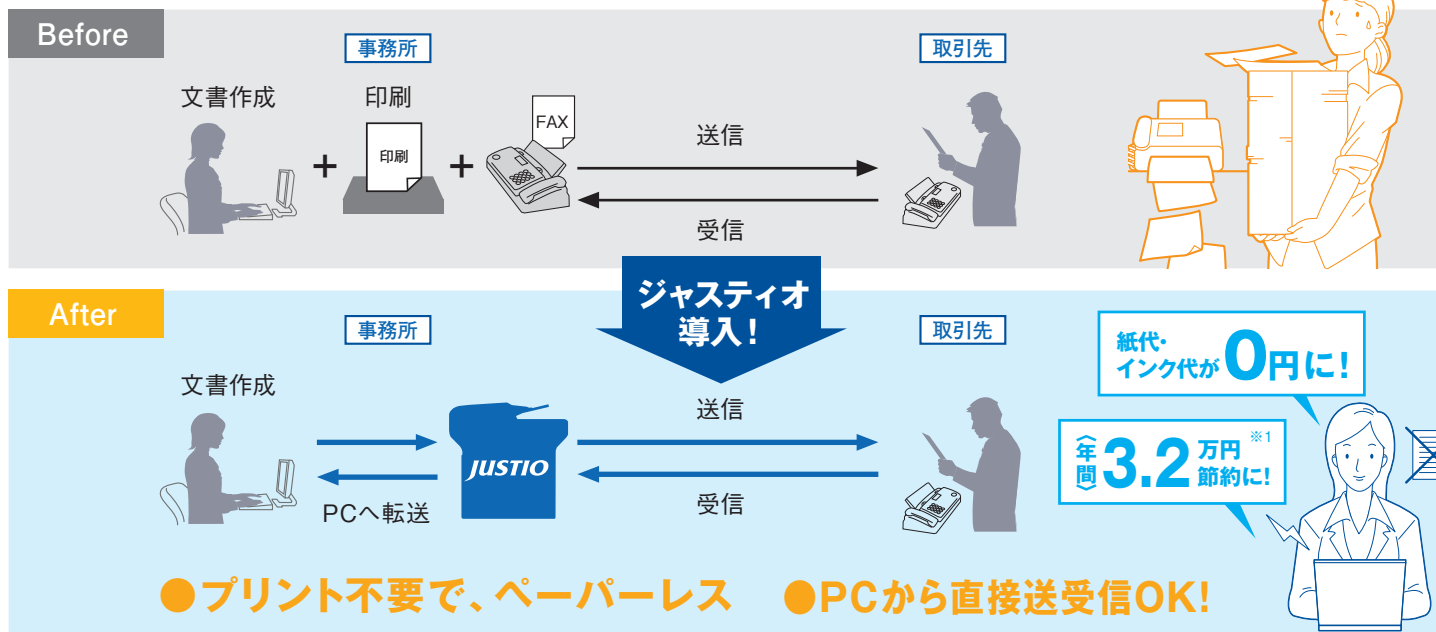 Before
事務所
取引先
文書作成
印刷
印刷
FAX
送信
受信
ジャスティオ
導入!
After
事務所
取引先
文書作成
JUSTIO
PCへ転送
送信
受信
紙代・
インク代が0円に!
〈年間〉3.2万円※1
節約に!
●プリント不要で、ペーパーレス ●PCから直接送受信OK!